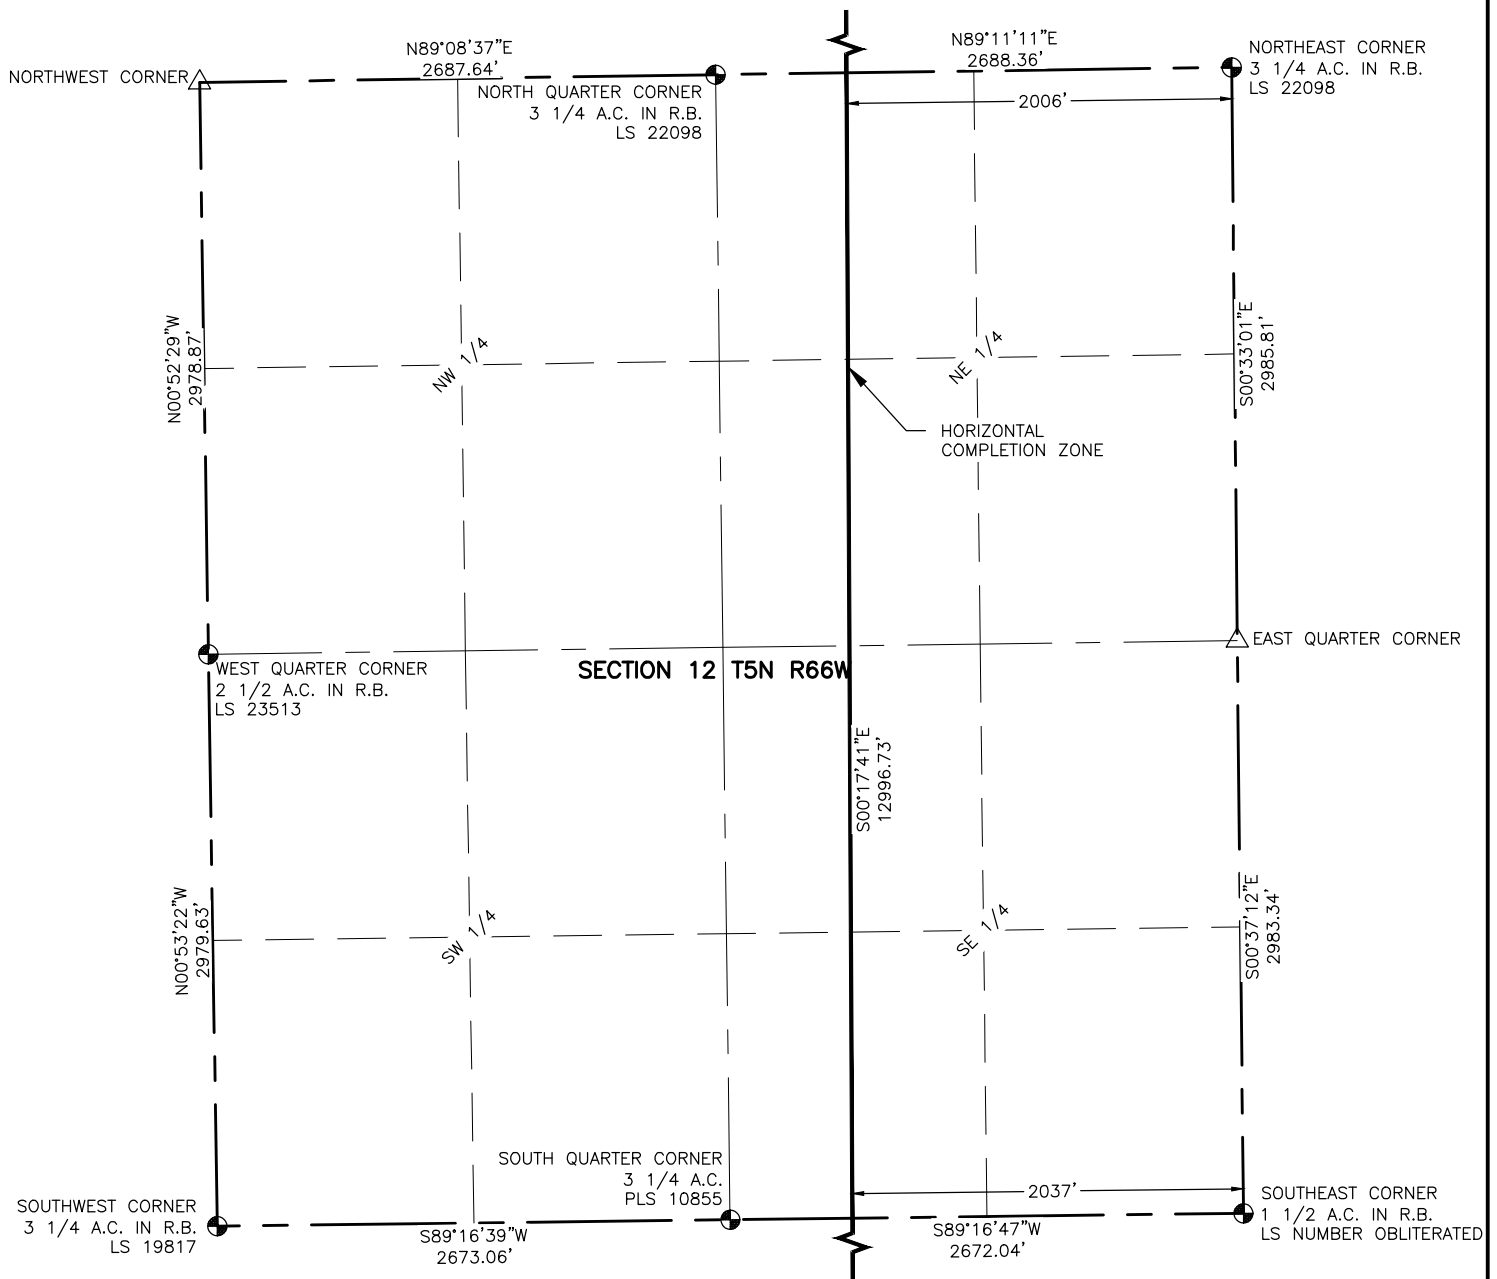 N89°08'37"E
2687.64'
N89°11'11"E
2688.36'
NORTHWEST CORNER
NORTH QUARTER CORNER
3 1/4 A.C. IN R.B.
LS 22098
NORTHEAST CORNER
3 1/4 A.C. IN R.B.
LS 22098
2006'
N00°52'29"W
2978.87'
NW 1/4
NE 1/4
S00°33'01"E
2985.81'
HORIZONTAL
COMPLETION ZONE
EAST QUARTER CORNER
WEST QUARTER CORNER
2 1/2 A.C. IN R.B.
LS 23513
SECTION 12 T5N R66W
S00°17'41"E
12996.73'
N00°53'22"W
2979.63'
SW 1/4
SE 1/4
S00°37'12"E
2983.34'
SOUTH QUARTER CORNER
3 1/4 A.C.
PLS 10855
2037'
SOUTHWEST CORNER
3 1/4 A.C. IN R.B.
LS 19817
S89°16'39"W
2673.06'
S89°16'47"W
2672.04'
SOUTHEAST CORNER
1 1/2 A.C. IN R.B.
LS NUMBER OBLITERATED